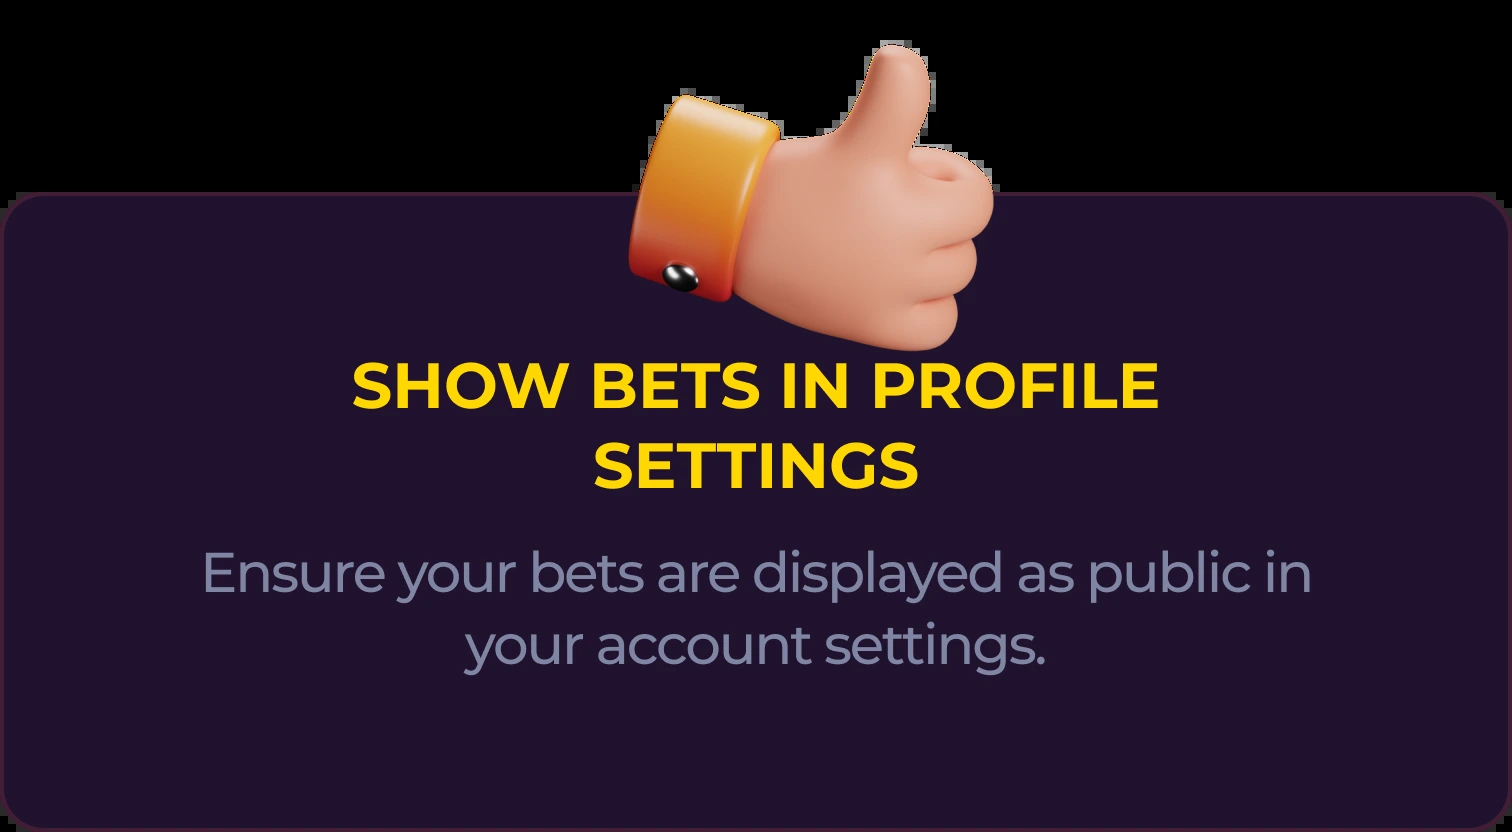 SHOW BETS IN PROFILE
SETTINGS
Ensure your bets are displayed as public in
your account settings.